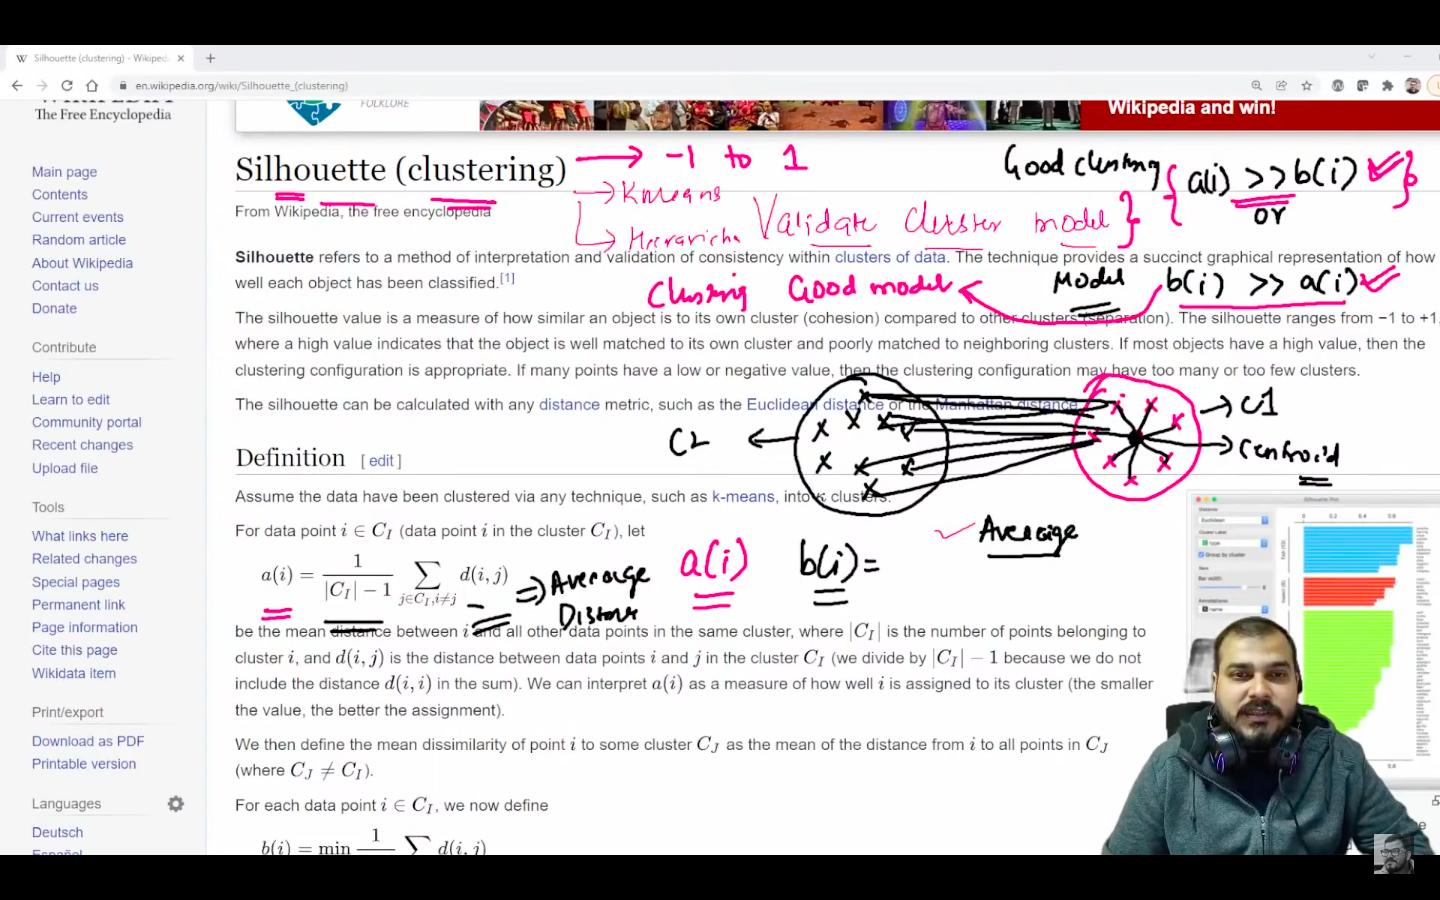 Silhouette (clustering) - Wikiped
en.wikipedia.org/wiki/Silhouette_(clustering)
The Free Encyclopedia
FOLKLORE
Wikipedia and win!
Main page
Contents
Current events
Random article
About Wikipedia
Contact us
Donate
Contribute
Help
Learn to edit
Community portal
Recent changes
Upload file
Tools
What links here
Related changes
Special pages
Permanent link
Page information
Cite this page
Wikidata item
Print/export
Download as PDF
Printable version
Languages
Deutsch
Silhouette (clustering)
-1 to 1
Good clustring
a(i) >> b(i)
or
From Wikipedia, the free encyclopedia
KMeans
Validate cluster model
Silhouette refers to a method of interpretation and validation of consistency within clusters of data. The technique provides a succinct graphical representation of how
well each object has been classified.[1]
Clustring Good model
Model
b(i) >> a(i)
The silhouette value is a measure of how similar an object is to its own cluster (cohesion) compared to other clusters (separation). The silhouette ranges from −1 to +1,
where a high value indicates that the object is well matched to its own cluster and poorly matched to neighboring clusters. If most objects have a high value, then the
clustering configuration is appropriate. If many points have a low or negative value, then the clustering configuration may have too many or too few clusters.
The silhouette can be calculated with any distance metric, such as the Euclidean distance or the Manhattan distance.
C2
C1
Centroid
Definition [ edit ]
Assume the data have been clustered via any technique, such as k-means, into k clusters.
For data point i ∈ C_I (data point i in the cluster C_I), let
Average
a(i) = 1 / (|C_I| − 1) ∑_{j∈C_I, i≠j} d(i, j)
=> Average
a(i) b(i)=
be the mean distance between i and all other data points in the same cluster, where |C_I| is the number of points belonging to
cluster i, and d(i, j) is the distance between data points i and j in the cluster C_I (we divide by |C_I| − 1 because we do not
include the distance d(i, i) in the sum). We can interpret a(i) as a measure of how well i is assigned to its cluster (the smaller
the value, the better the assignment).
We then define the mean dissimilarity of point i to some cluster C_J as the mean of the distance from i to all points in C_J
(where C_J ≠ C_I).
For each data point i ∈ C_I, we now define
b(i) = min 1 ∑ d(i, j)
Silhouette Plot
Distance
Euclidean
Cluster Label
Group by cluster
0 0.2 0.4 0.6